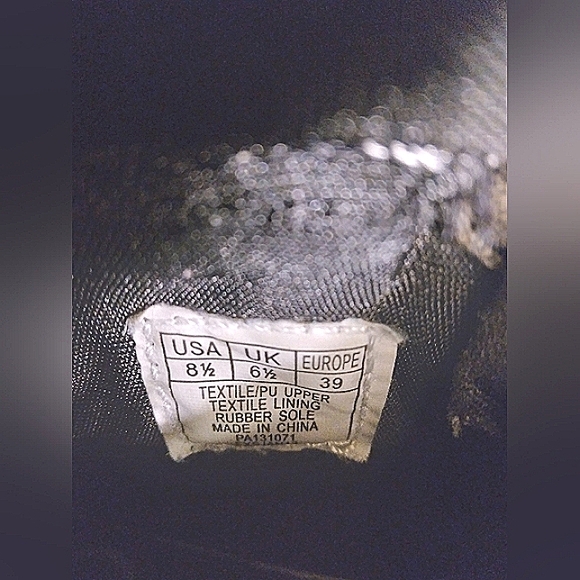 USA UK EUROPE
8½ 6½ 39
TEXTILE/PU UPPER
TEXTILE LINING
RUBBER SOLE
MADE IN CHINA
PA131071